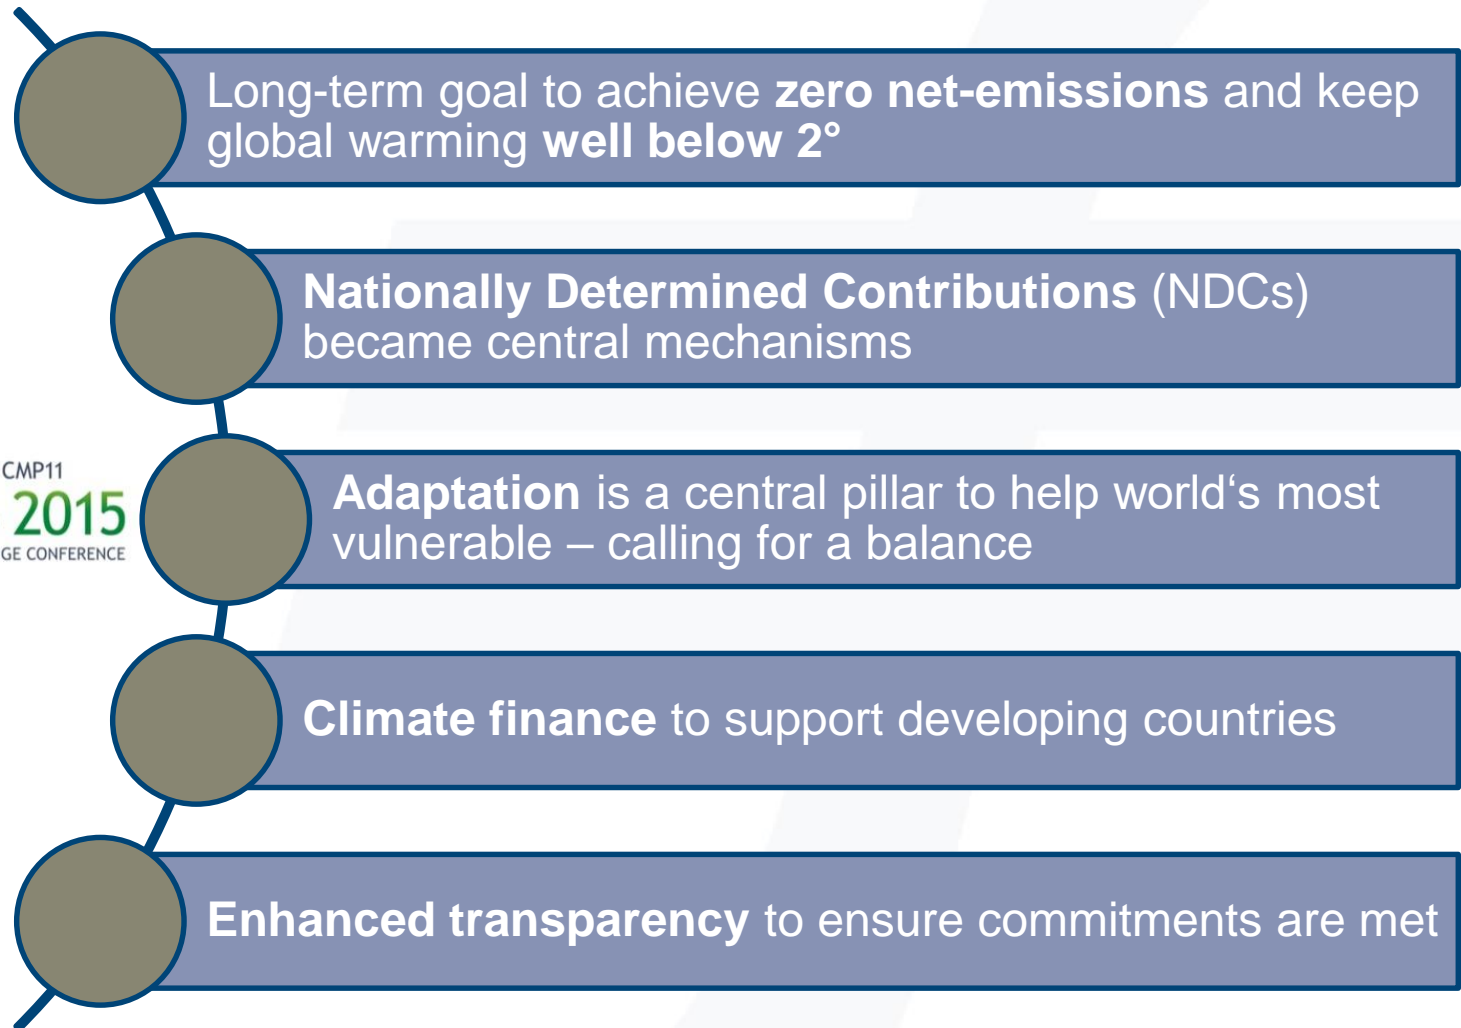 Long-term goal to achieve zero net-emissions and keep
global warming well below 2°
Nationally Determined Contributions (NDCs)
became central mechanisms
CMP11
2015
GE CONFERENCE
Adaptation is a central pillar to help world‘s most
vulnerable – calling for a balance
Climate finance to support developing countries
Enhanced transparency to ensure commitments are met